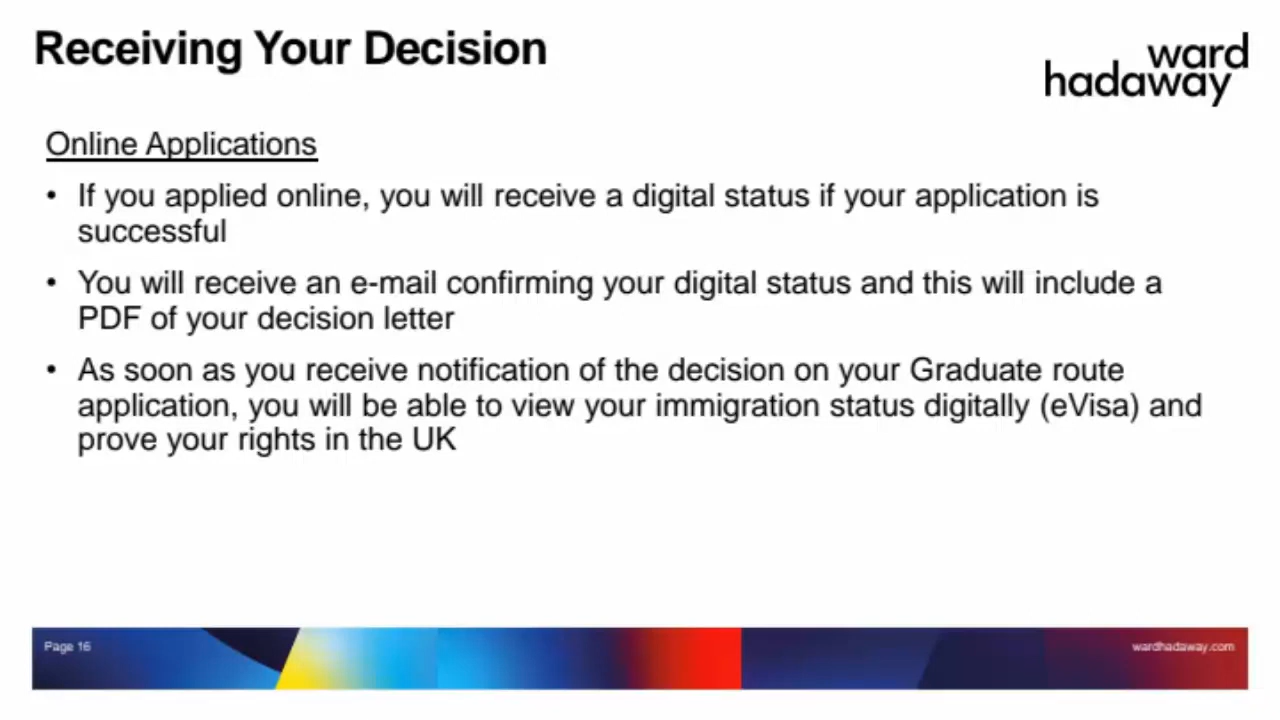 Receiving Your Decision
ward
hadaway
Online Applications
• If you applied online, you will receive a digital status if your application is
successful
• You will receive an e-mail confirming your digital status and this will include a
PDF of your decision letter
• As soon as you receive notification of the decision on your Graduate route
application, you will be able to view your immigration status digitally (eVisa) and
prove your rights in the UK
Page 16
wardhadaway.com